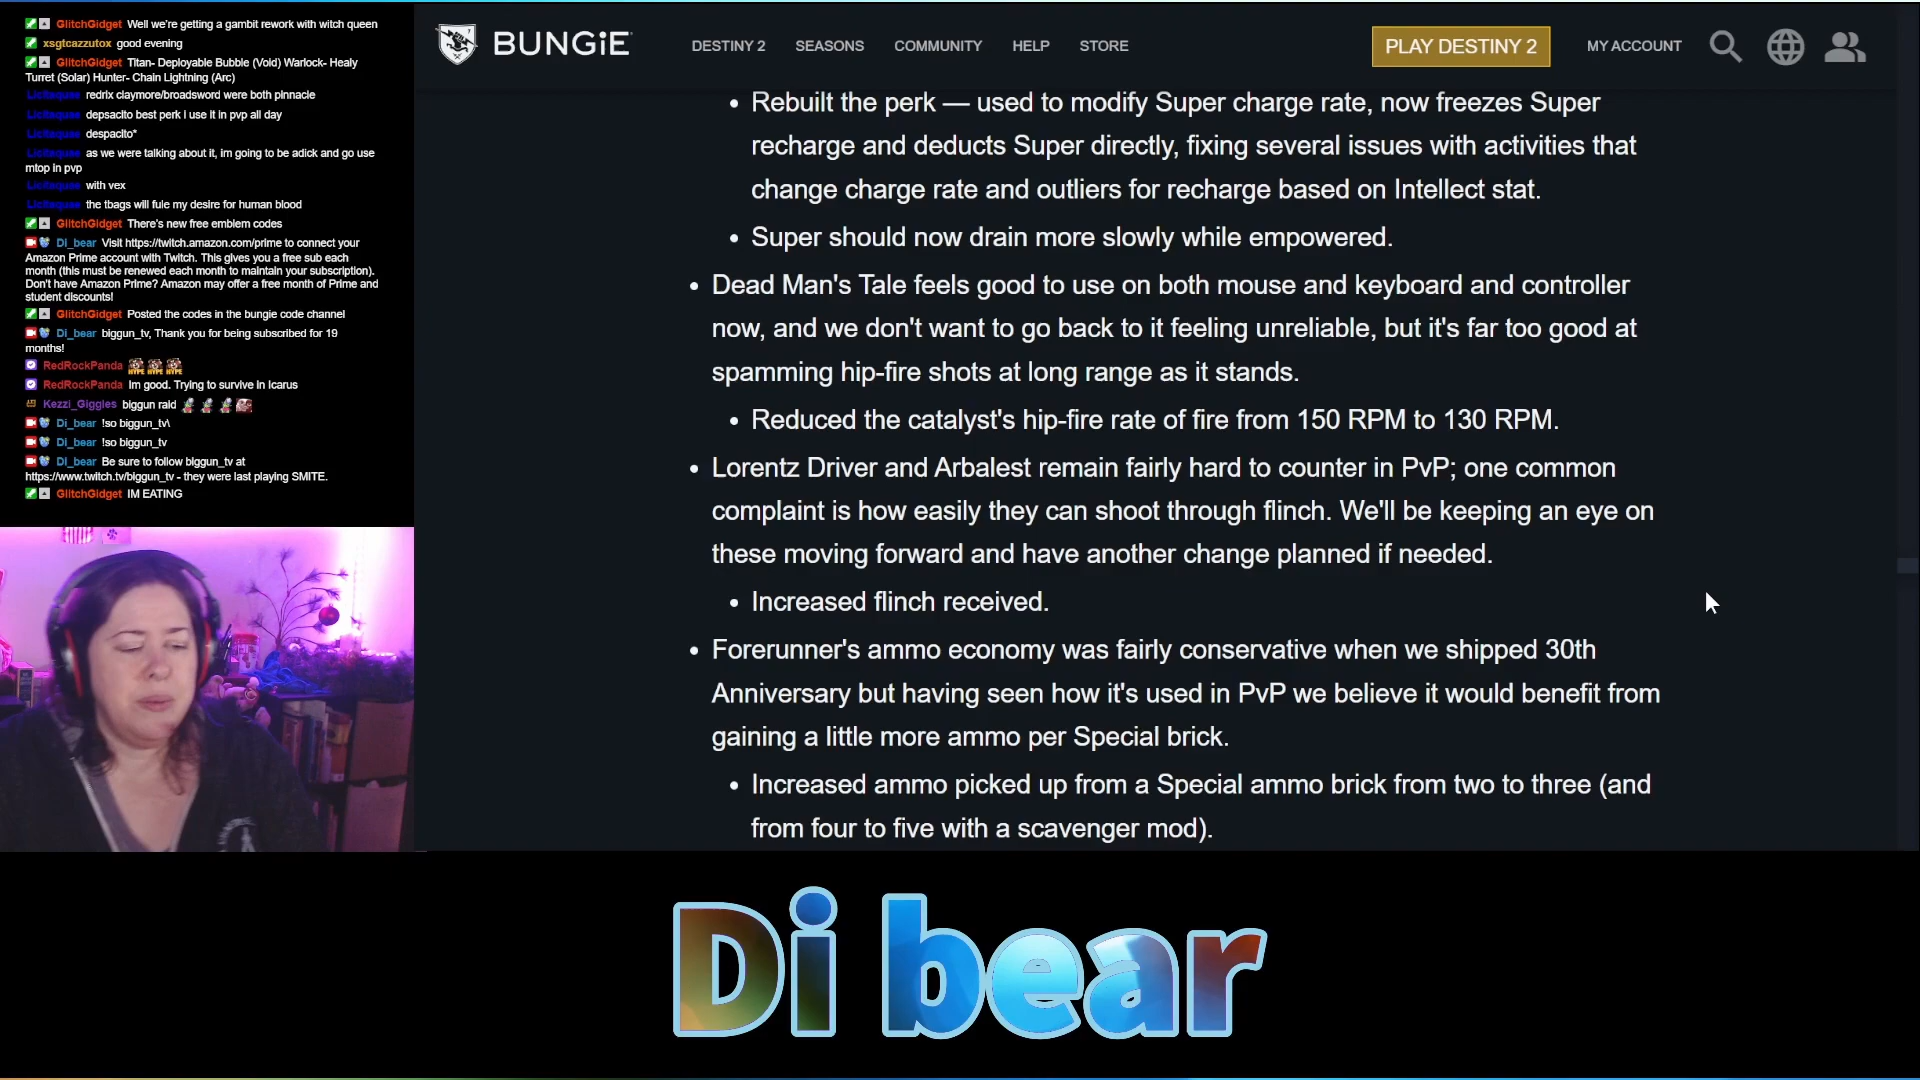 GlitchGidget Well we're getting a gambit rework with witch queen
xsgtcazzutox good evening
GlitchGidget Titan- Deployable Bubble (Void) Warlock- Healy
Turret (Solar) Hunter- Chain Lightning (Arc)
redrix claymore/broadsword were both pinnacle
depsacito best perk I use it in pvp all day
despacito*
as we were talking about it, im going to be adick and go use
mtop in pvp
with vex
the tbags will fule my desire for human blood
GlitchGidget There's new free emblem codes
Di_bear Visit https://twitch.amazon.com/prime to connect your
Amazon Prime account with Twitch. This gives you a free sub each
month (this must be renewed each month to maintain your subscription).
Don't have Amazon Prime? Amazon may offer a free month of Prime and
student discounts!
GlitchGidget Posted the codes in the bungie code channel
Di_bear biggun_tv, Thank you for being subscribed for 19
months!
RedRockPanda HYPE HYPE HYPE
RedRockPanda Im good. Trying to survive in Icarus
Kezzi_Giggles biggun raid
Di_bear !so biggun_tv\
Di_bear !so biggun_tv
Di_bear Be sure to follow biggun_tv at
https://www.twitch.tv/biggun_tv - they were last playing SMITE.
GlitchGidget IM EATING
BUNGiE
DESTINY 2 SEASONS COMMUNITY HELP STORE
PLAY DESTINY 2
MY ACCOUNT
• Rebuilt the perk — used to modify Super charge rate, now freezes Super
recharge and deducts Super directly, fixing several issues with activities that
change charge rate and outliers for recharge based on Intellect stat.
• Super should now drain more slowly while empowered.
• Dead Man's Tale feels good to use on both mouse and keyboard and controller
now, and we don't want to go back to it feeling unreliable, but it's far too good at
spamming hip-fire shots at long range as it stands.
• Reduced the catalyst's hip-fire rate of fire from 150 RPM to 130 RPM.
• Lorentz Driver and Arbalest remain fairly hard to counter in PvP; one common
complaint is how easily they can shoot through flinch. We'll be keeping an eye on
these moving forward and have another change planned if needed.
• Increased flinch received.
• Forerunner's ammo economy was fairly conservative when we shipped 30th
Anniversary but having seen how it's used in PvP we believe it would benefit from
gaining a little more ammo per Special brick.
• Increased ammo picked up from a Special ammo brick from two to three (and
from four to five with a scavenger mod).
Di bear